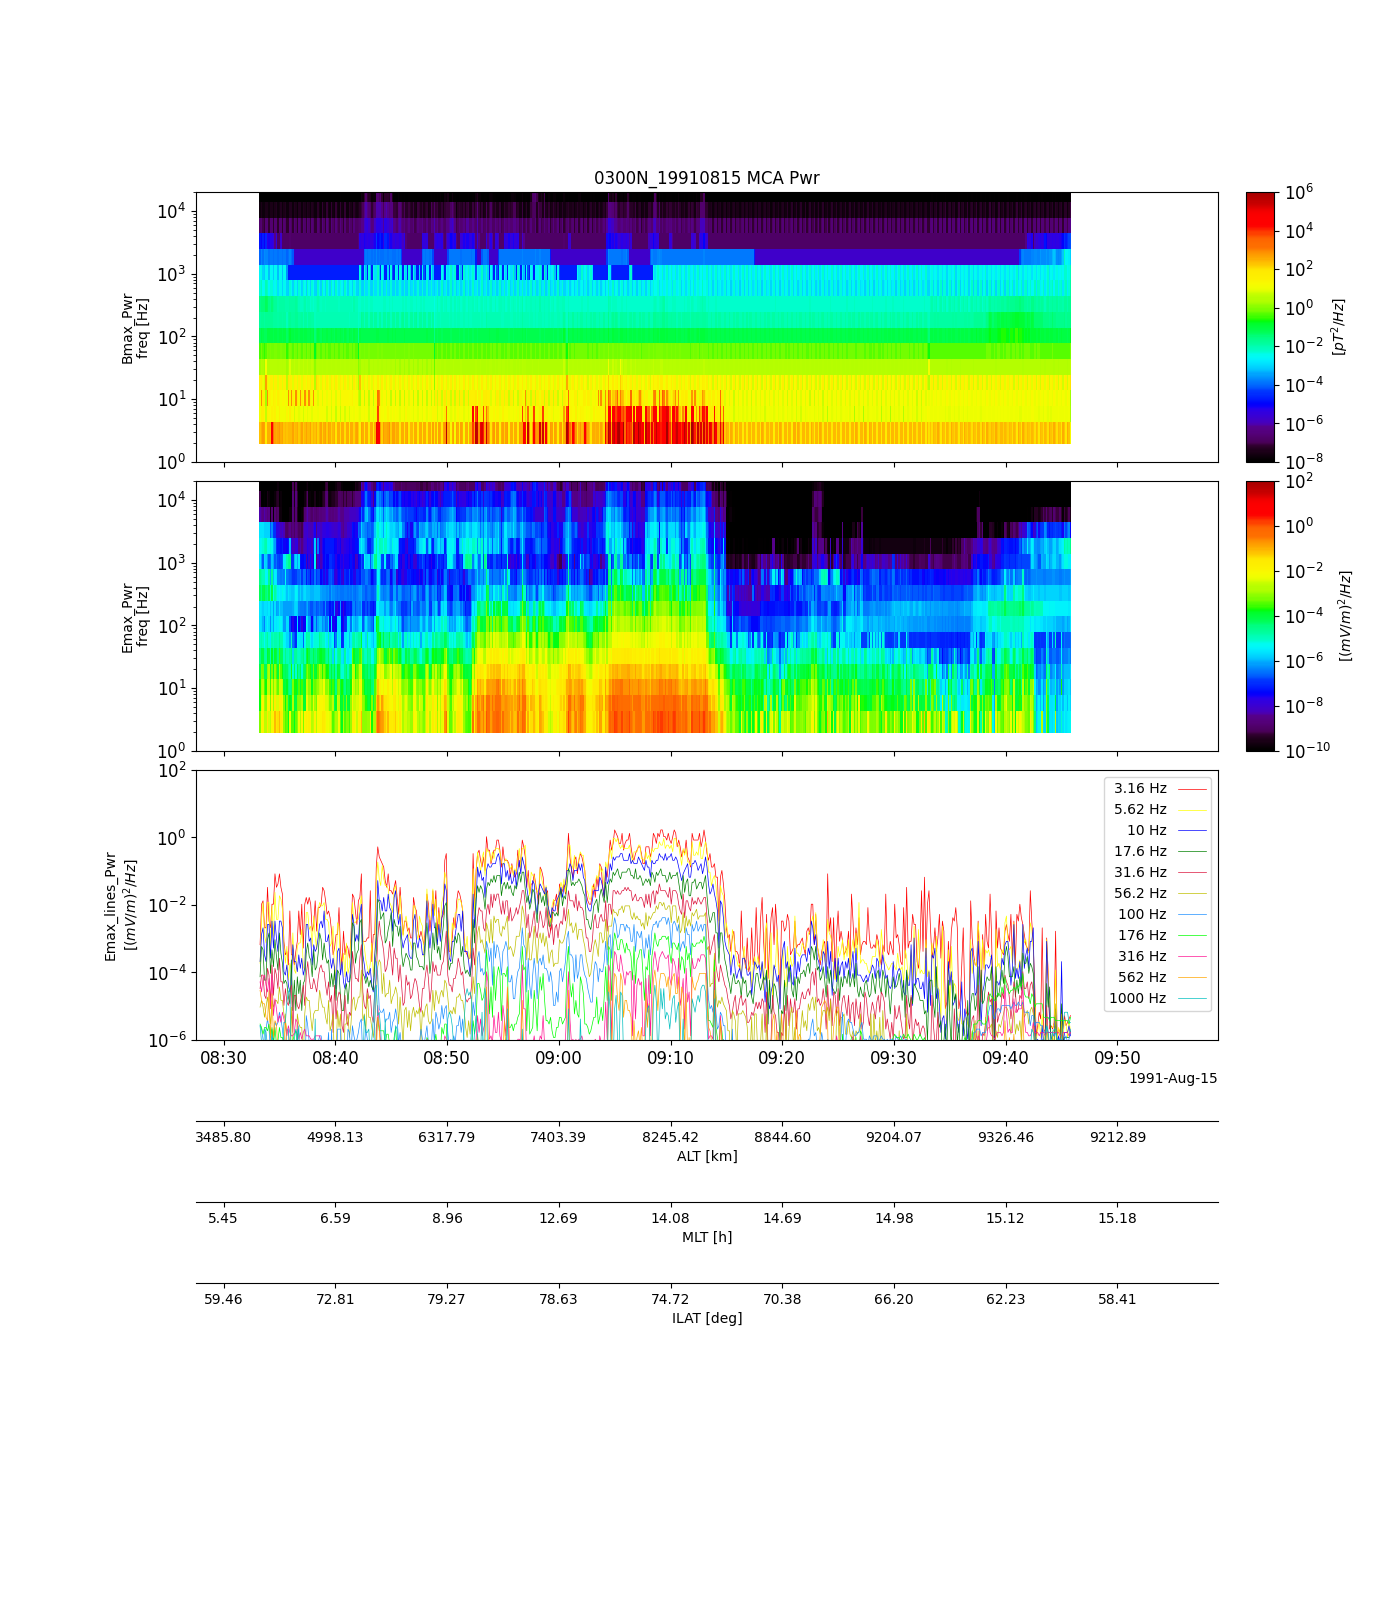 0300N_19910815 MCA Pwr
10^4
10^3
10^2
10^1
10^0
Bmax_Pwr
freq [Hz]
10^6
10^4
10^2
10^0
10^-2
10^-4
10^-6
10^-8
[pT^2/Hz]
10^4
10^3
10^2
10^1
10^0
Emax_Pwr
freq [Hz]
10^2
10^0
10^-2
10^-4
10^-6
10^-8
10^-10
[(mV/m)^2/Hz]
10^2
10^0
10^-2
10^-4
10^-6
Emax_lines_Pwr
[(mV/m)^2/Hz]
3.16 Hz
5.62 Hz
10 Hz
17.6 Hz
31.6 Hz
56.2 Hz
100 Hz
176 Hz
316 Hz
562 Hz
1000 Hz
08:30 08:40 08:50 09:00 09:10 09:20 09:30 09:40 09:50
1991-Aug-15
3485.80 4998.13 6317.79 7403.39 8245.42 8844.60 9204.07 9326.46 9212.89
ALT [km]
5.45 6.59 8.96 12.69 14.08 14.69 14.98 15.12 15.18
MLT [h]
59.46 72.81 79.27 78.63 74.72 70.38 66.20 62.23 58.41
ILAT [deg]